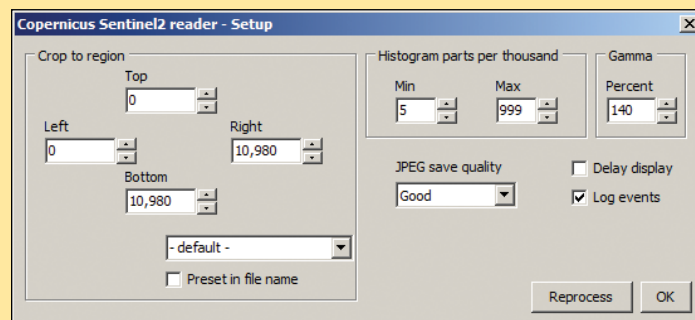 Copernicus Sentinel2 reader - Setup
Crop to region
Top
0
Left
0
Right
10,980
Bottom
10,980
- default -
Preset in file name
Histogram parts per thousand
Min
5
Max
999
Gamma
Percent
140
JPEG save quality
Good
Delay display
Log events
Reprocess
OK